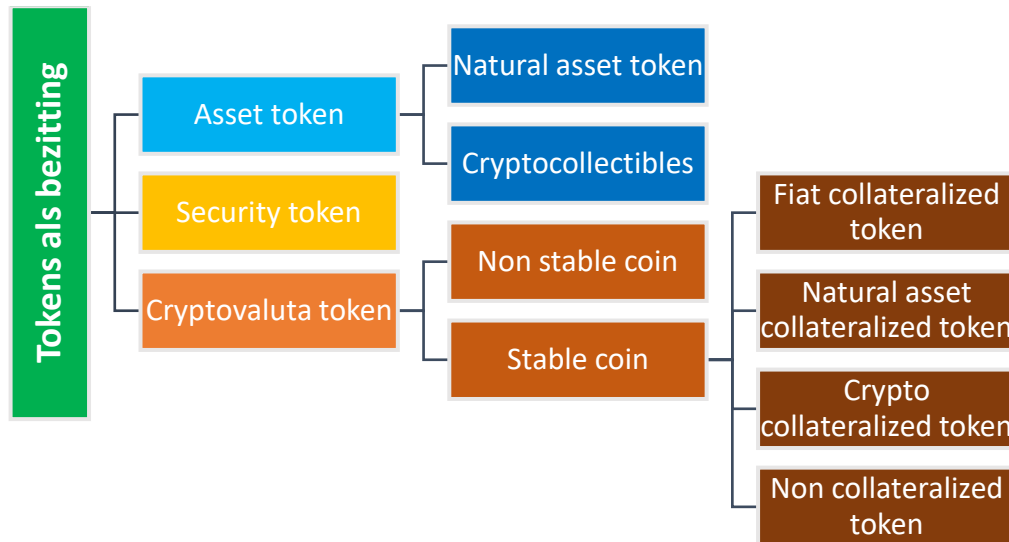 Tokens als bezitting
Asset token
Natural asset token
Cryptocollectibles
Security token
Cryptovaluta token
Non stable coin
Stable coin
Fiat collateralized
token
Natural asset
collateralized token
Crypto
collateralized token
Non collateralized
token